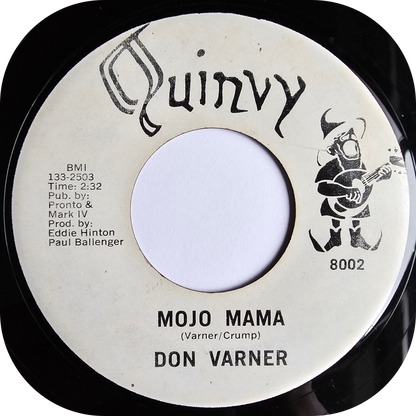 Quinvy
BMI
133-2503
Time: 2:32
Pub. by:
Pronto &
Mark IV
Prod. by:
Eddie Hinton
Paul Ballenger
8002
MOJO MAMA
(Varner/Crump)
DON VARNER